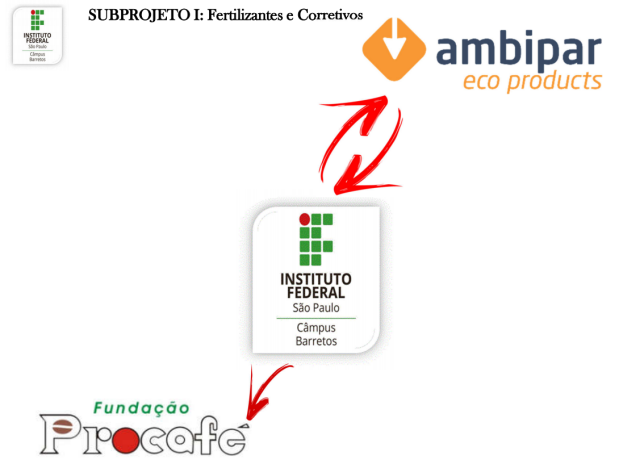 INSTITUTO
FEDERAL
São Paulo
Câmpus
Barretos
SUBPROJETO I: Fertilizantes e Corretivos
ambipar
eco products
INSTITUTO
FEDERAL
São Paulo
Câmpus
Barretos
Fundação
Procafé